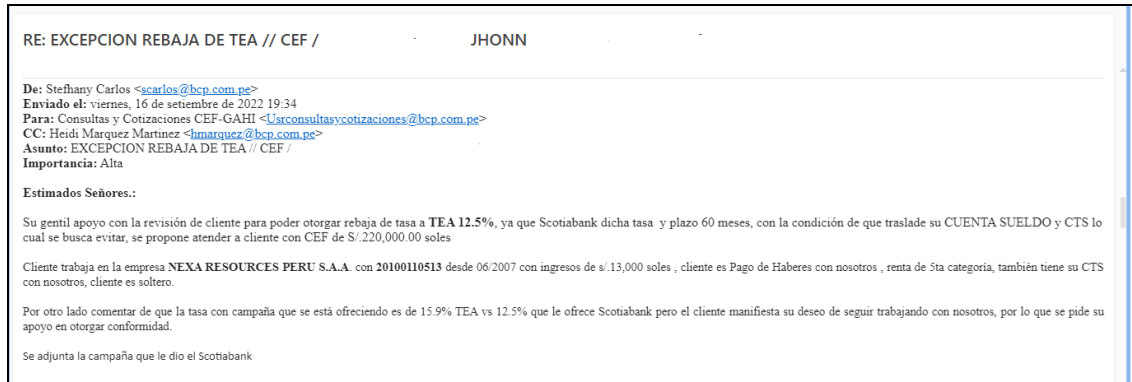 RE: EXCEPCION REBAJA DE TEA // CEF / JHONN
De: Stefhany Carlos <scarlos@bcp.com.pe>
Enviado el: viernes, 16 de setiembre de 2022 19:34
Para: Consultas y Cotizaciones CEF-GAHI <Usrconsultasycotizaciones@bcp.com.pe>
CC: Heidi Marquez Martinez <hmarquez@bcp.com.pe>
Asunto: EXCEPCION REBAJA DE TEA // CEF /
Importancia: Alta
Estimados Señores.:
Su gentil apoyo con la revisión de cliente para poder otorgar rebaja de tasa a TEA 12.5%, ya que Scotiabank dicha tasa y plazo 60 meses, con la condición de que traslade su CUENTA SUELDO y CTS lo
cual se busca evitar, se propone atender a cliente con CEF de S/.220,000.00 soles
Cliente trabaja en la empresa NEXA RESOURCES PERU S.A.A. con 20100110513 desde 06/2007 con ingresos de s/.13,000 soles , cliente es Pago de Haberes con nosotros , renta de 5ta categoría, también tiene su CTS
con nosotros, cliente es soltero.
Por otro lado comentar de que la tasa con campaña que se está ofreciendo es de 15.9% TEA vs 12.5% que le ofrece Scotiabank pero el cliente manifiesta su deseo de seguir trabajando con nosotros, por lo que se pide su
apoyo en otorgar conformidad.
Se adjunta la campaña que le dio el Scotiabank